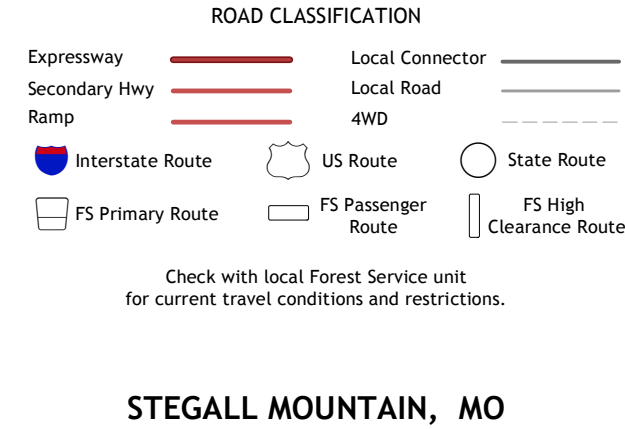 ROAD CLASSIFICATION
Expressway
Local Connector
Secondary Hwy
Local Road
Ramp
4WD
Interstate Route
US Route
State Route
FS Primary Route
FS Passenger
Route
FS High
Clearance Route
Check with local Forest Service unit
for current travel conditions and restrictions.
STEGALL MOUNTAIN, MO